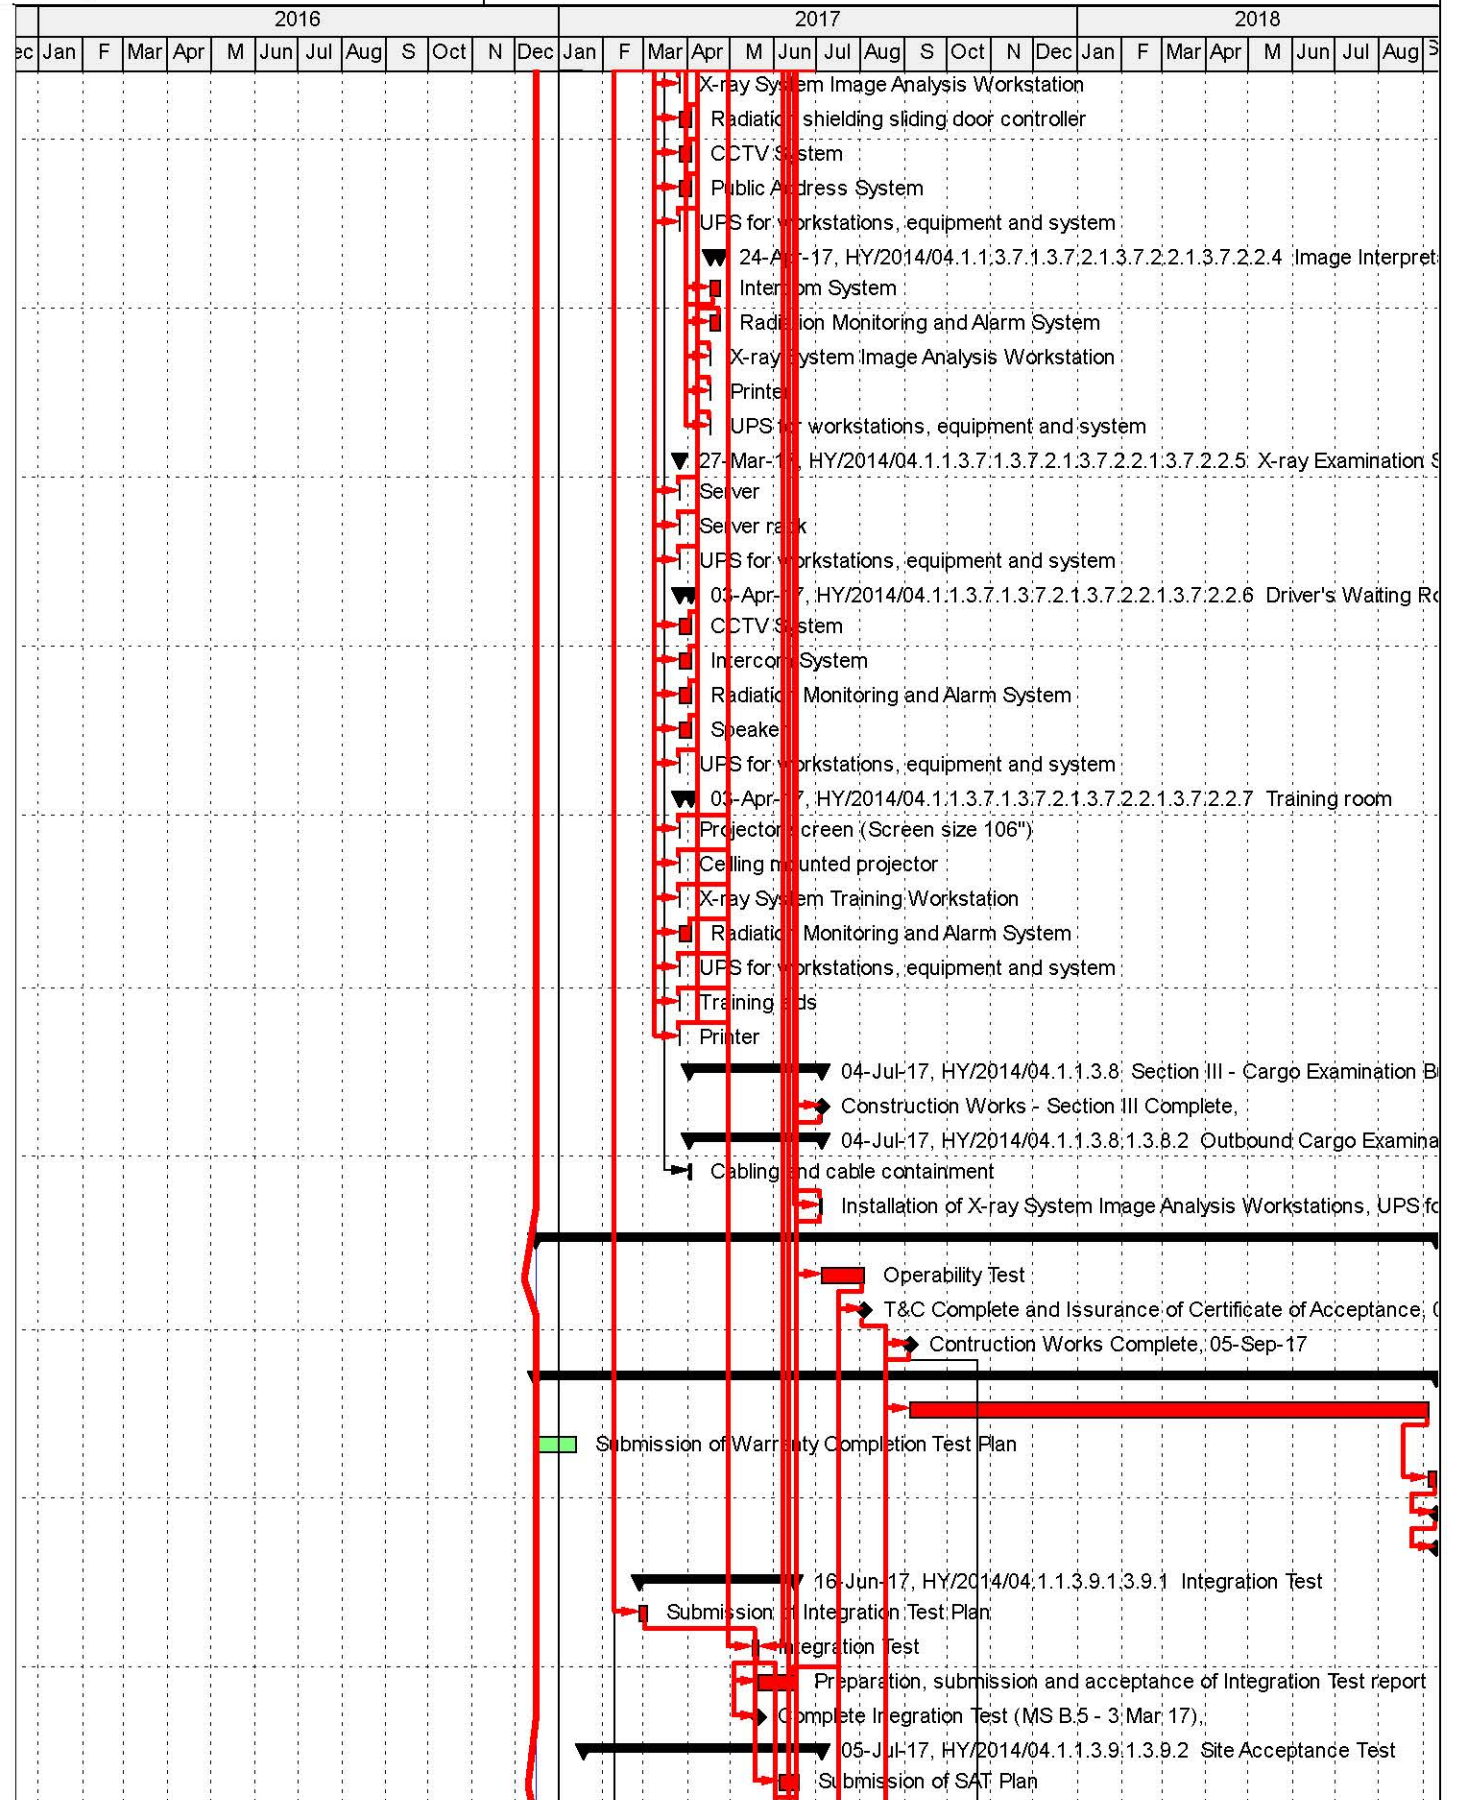 2016 2017 2018
ec Jan F Mar Apr M Jun Jul Aug S Oct N Dec Jan F Mar Apr M Jun Jul Aug S Oct N Dec Jan F Mar Apr M Jun Jul Aug S
X-ray System Image Analysis Workstation
Radiation shielding sliding door controller
CCTV System
Public Address System
UPS for workstations, equipment and system
24-Apr-17, HY/2014/04.1.1.3.7.1.3.7.2.1.3.7.2.2.1.3.7.2.2.4 Image Interpret
Intercom System
Radiation Monitoring and Alarm System
X-ray System Image Analysis Workstation
Printer
UPS for workstations, equipment and system
27-Mar-17, HY/2014/04.1.1.3.7.1.3.7.2.1.3.7.2.2.1.3.7.2.2.5 X-ray Examination S
Server
Server rack
UPS for workstations, equipment and system
03-Apr-17, HY/2014/04.1.1.3.7.1.3.7.2.1.3.7.2.2.1.3.7.2.2.6 Driver's Waiting Ro
CCTV System
Intercom System
Radiation Monitoring and Alarm System
Speaker
UPS for workstations, equipment and system
03-Apr-17, HY/2014/04.1.1.3.7.1.3.7.2.1.3.7.2.2.1.3.7.2.2.7 Training room
Projector screen (Screen size 106")
Ceiling mounted projector
X-ray System Training Workstation
Radiation Monitoring and Alarm System
UPS for workstations, equipment and system
Training aids
Printer
04-Jul-17, HY/2014/04.1.1.3.8 Section III - Cargo Examination B
Construction Works - Section III Complete,
04-Jul-17, HY/2014/04.1.1.3.8.1.3.8.2 Outbound Cargo Examina
Cabling and cable containment
Installation of X-ray System Image Analysis Workstations, UPS fo
Operability Test
T&C Complete and Issurance of Certificate of Acceptance, 0
Contruction Works Complete, 05-Sep-17
Submission of Warranty Completion Test Plan
16-Jun-17, HY/2014/04.1.1.3.9.1.3.9.1 Integration Test
Submission of Integration Test Plan
Integration Test
Preparation, submission and acceptance of Integration Test report
Complete Integration Test (MS B.5 - 3 Mar 17),
05-Jul-17, HY/2014/04.1.1.3.9.1.3.9.2 Site Acceptance Test
Submission of SAT Plan